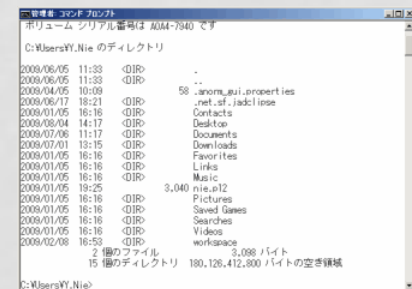 管理者: コマンド プロンプト
ボリューム シリアル番号は A0A4-7940 です
C:¥Users¥Y.Nie のディレクトリ
2009/06/05 11:33 <DIR> .
2009/06/05 11:33 <DIR> ..
2009/04/05 10:09 58 .anorm_gui.properties
2009/06/17 18:21 <DIR> .net.sf.jadclipse
2009/01/05 16:16 <DIR> Contacts
2009/08/04 14:17 <DIR> Desktop
2009/07/06 11:17 <DIR> Documents
2009/07/01 13:15 <DIR> Downloads
2009/01/05 16:16 <DIR> Favorites
2009/01/05 16:16 <DIR> Links
2009/01/05 16:16 <DIR> Music
2009/01/05 19:25 3,040 nie.p12
2009/01/05 16:16 <DIR> Pictures
2009/01/05 16:16 <DIR> Saved Games
2009/01/05 16:16 <DIR> Searches
2009/01/05 16:16 <DIR> Videos
2009/02/08 16:53 <DIR> workspace
2 個のファイル 3,098 バイト
15 個のディレクトリ 180,126,412,800 バイトの空き領域
C:¥Users¥Y.Nie>